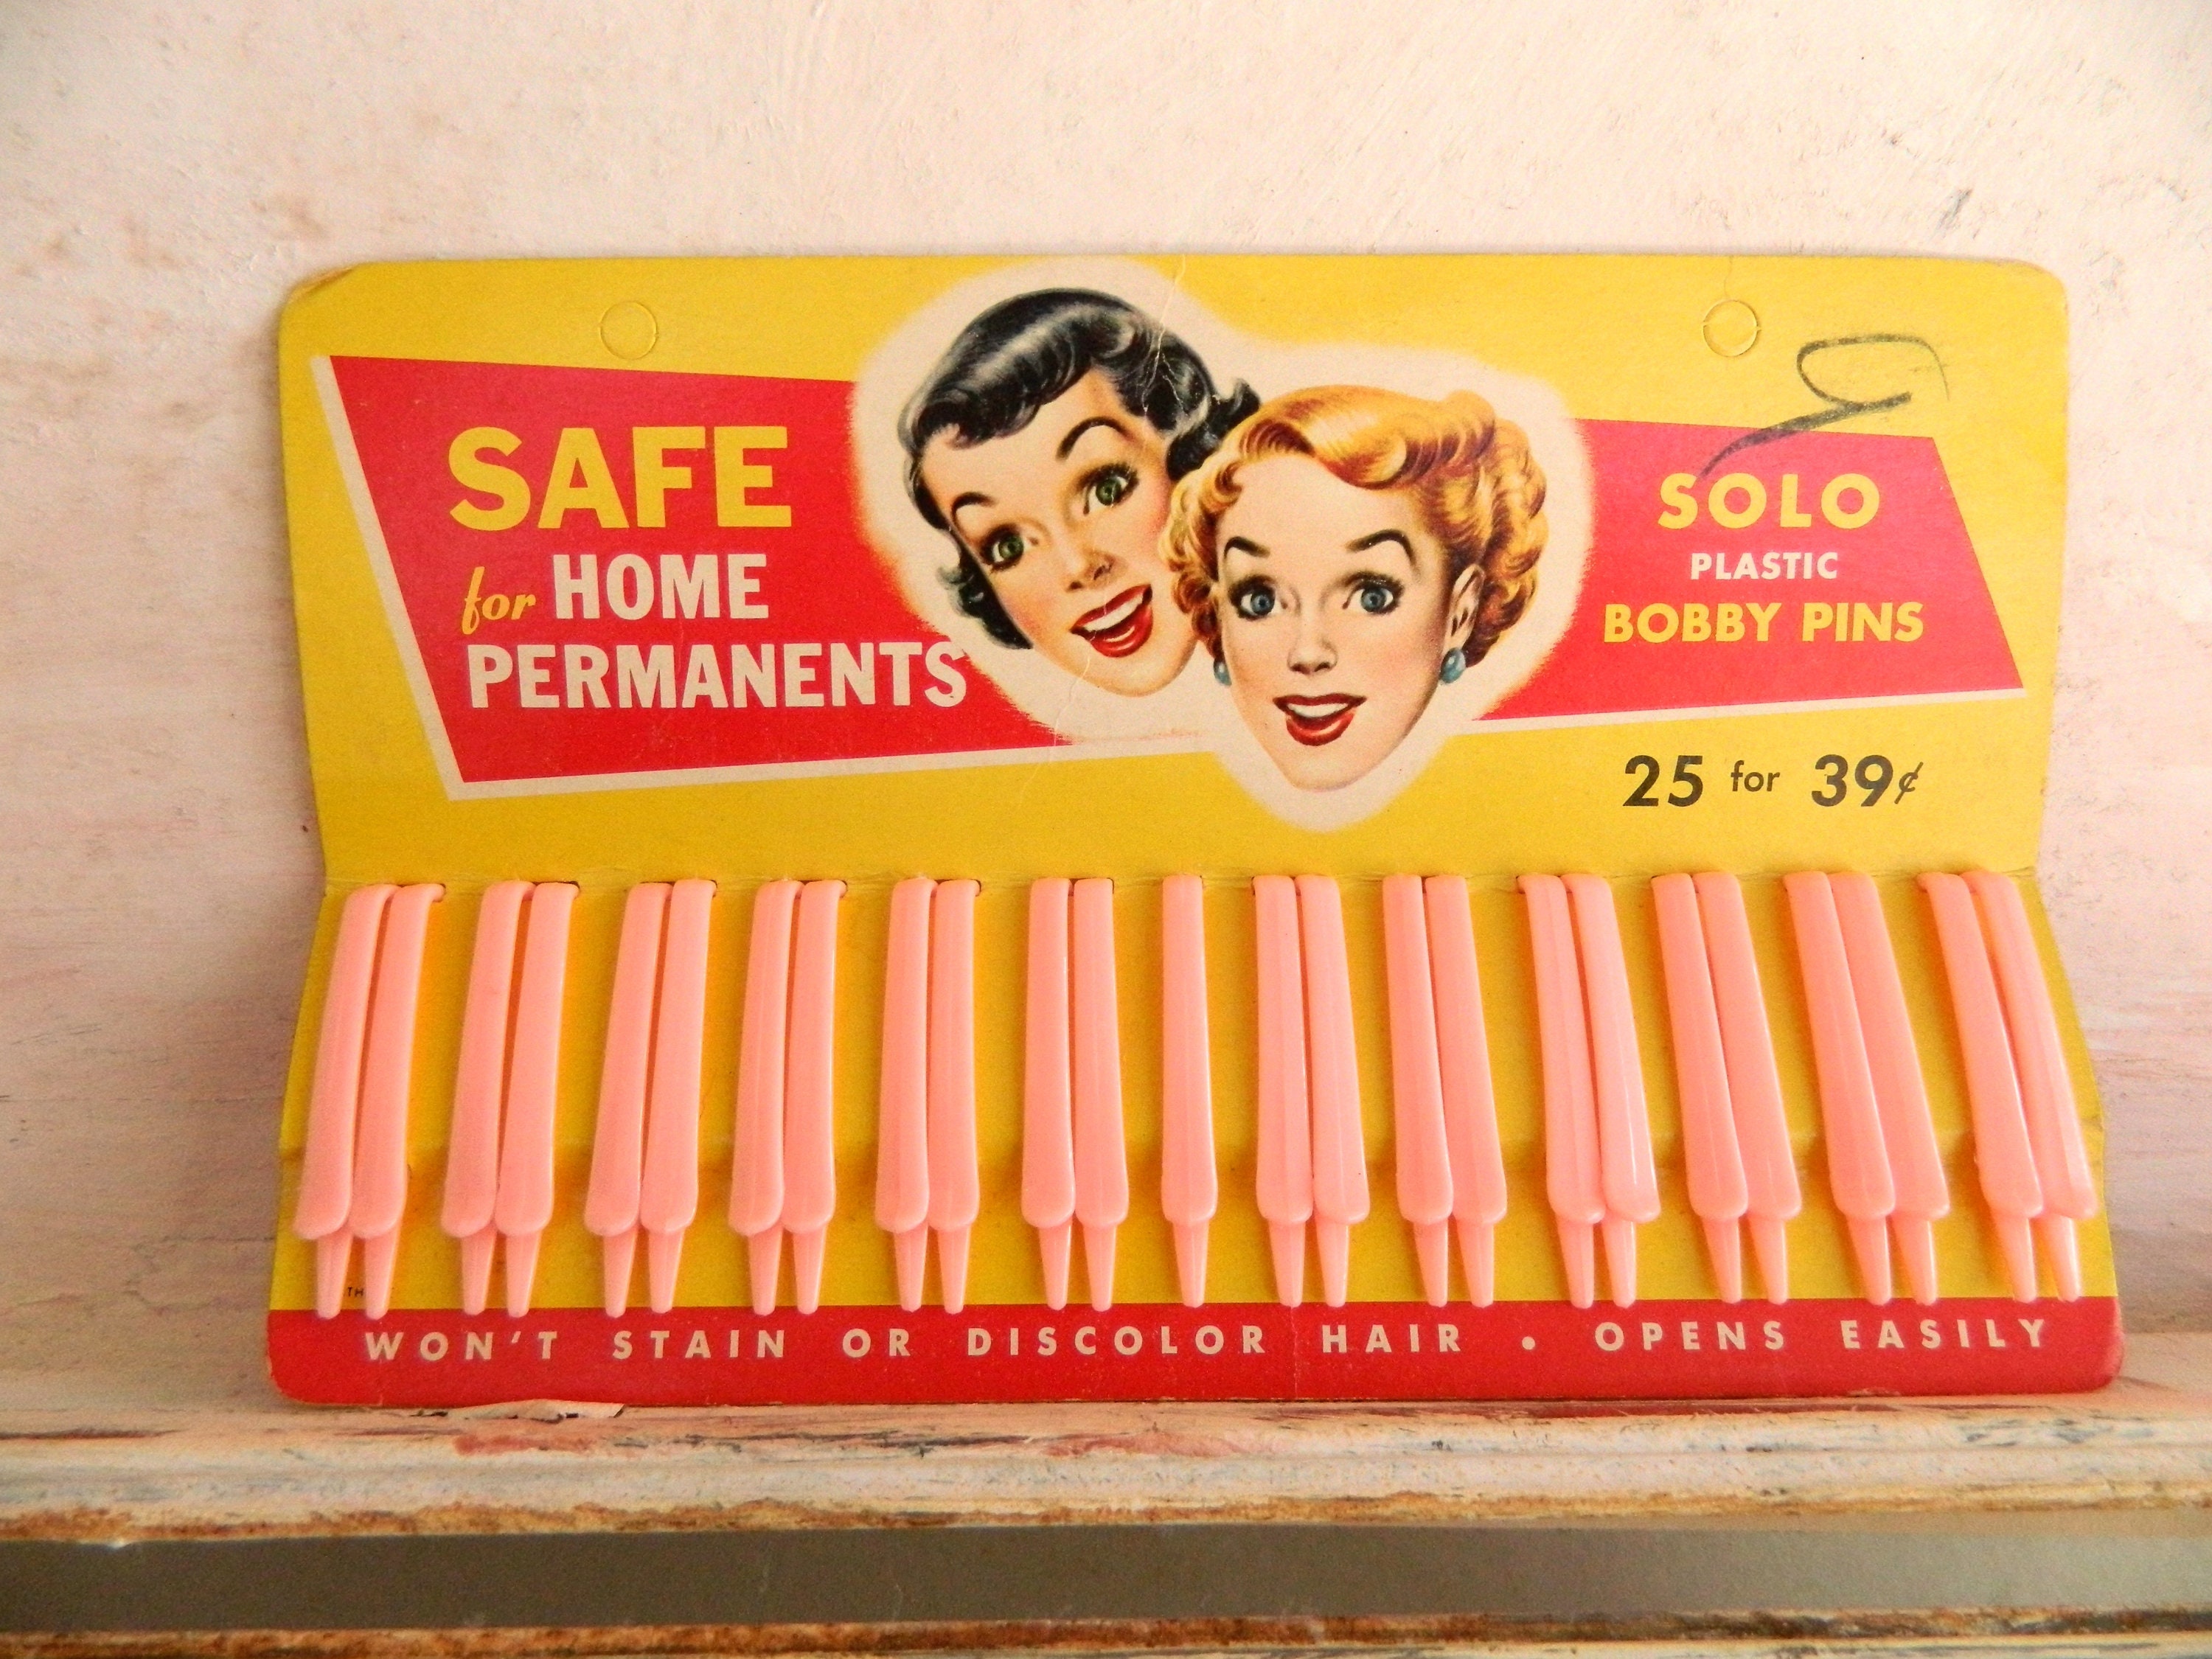 SAFE
for HOME
PERMANENTS
SOLO
PLASTIC
BOBBY PINS
25 for 39¢
WON'T STAIN OR DISCOLOR HAIR • OPENS EASILY